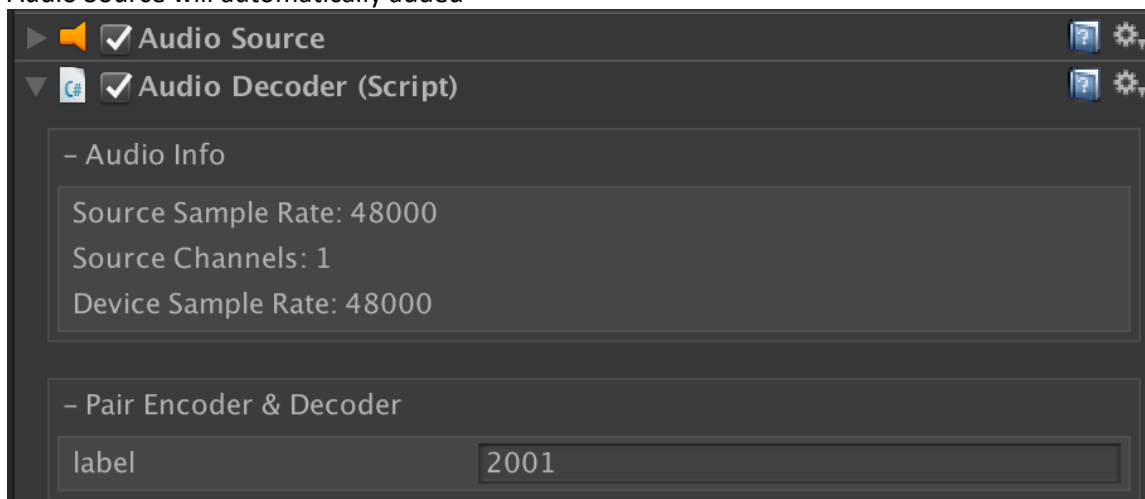 Audio Source will automatically added
Audio Source
C# Audio Decoder (Script)
– Audio Info
Source Sample Rate: 48000
Source Channels: 1
Device Sample Rate: 48000
– Pair Encoder & Decoder
label 2001